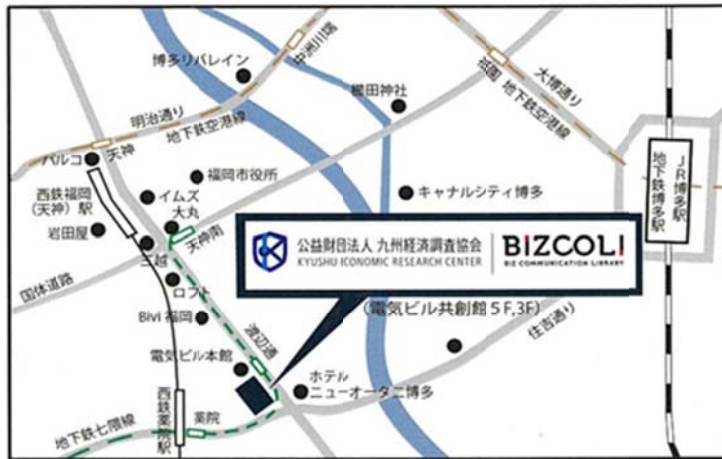 博多リバレイン
中洲川端
祇園
大博通り
地下鉄空港線
櫛田神社
明治通り
地下鉄空港線
天神
パルコ
福岡市役所
西鉄福岡
(天神)駅
イムズ
大丸
天神南
キャナルシティ博多
JR博多駅
地下鉄博多駅
岩田屋
三越
国体道路
ロフト
公益財団法人 九州経済調査協会
KYUSHU ICONOMIC RESEARCH CENTER
BIZCOLI
BIZ COMMUNICATION LIBRARY
(電気ビル共創館5F,3F)
Bivi 福岡
渡辺通
住吉通り
電気ビル本館
ホテル
ニューオータニ博多
西鉄薬院駅
薬院
地下鉄七隈線